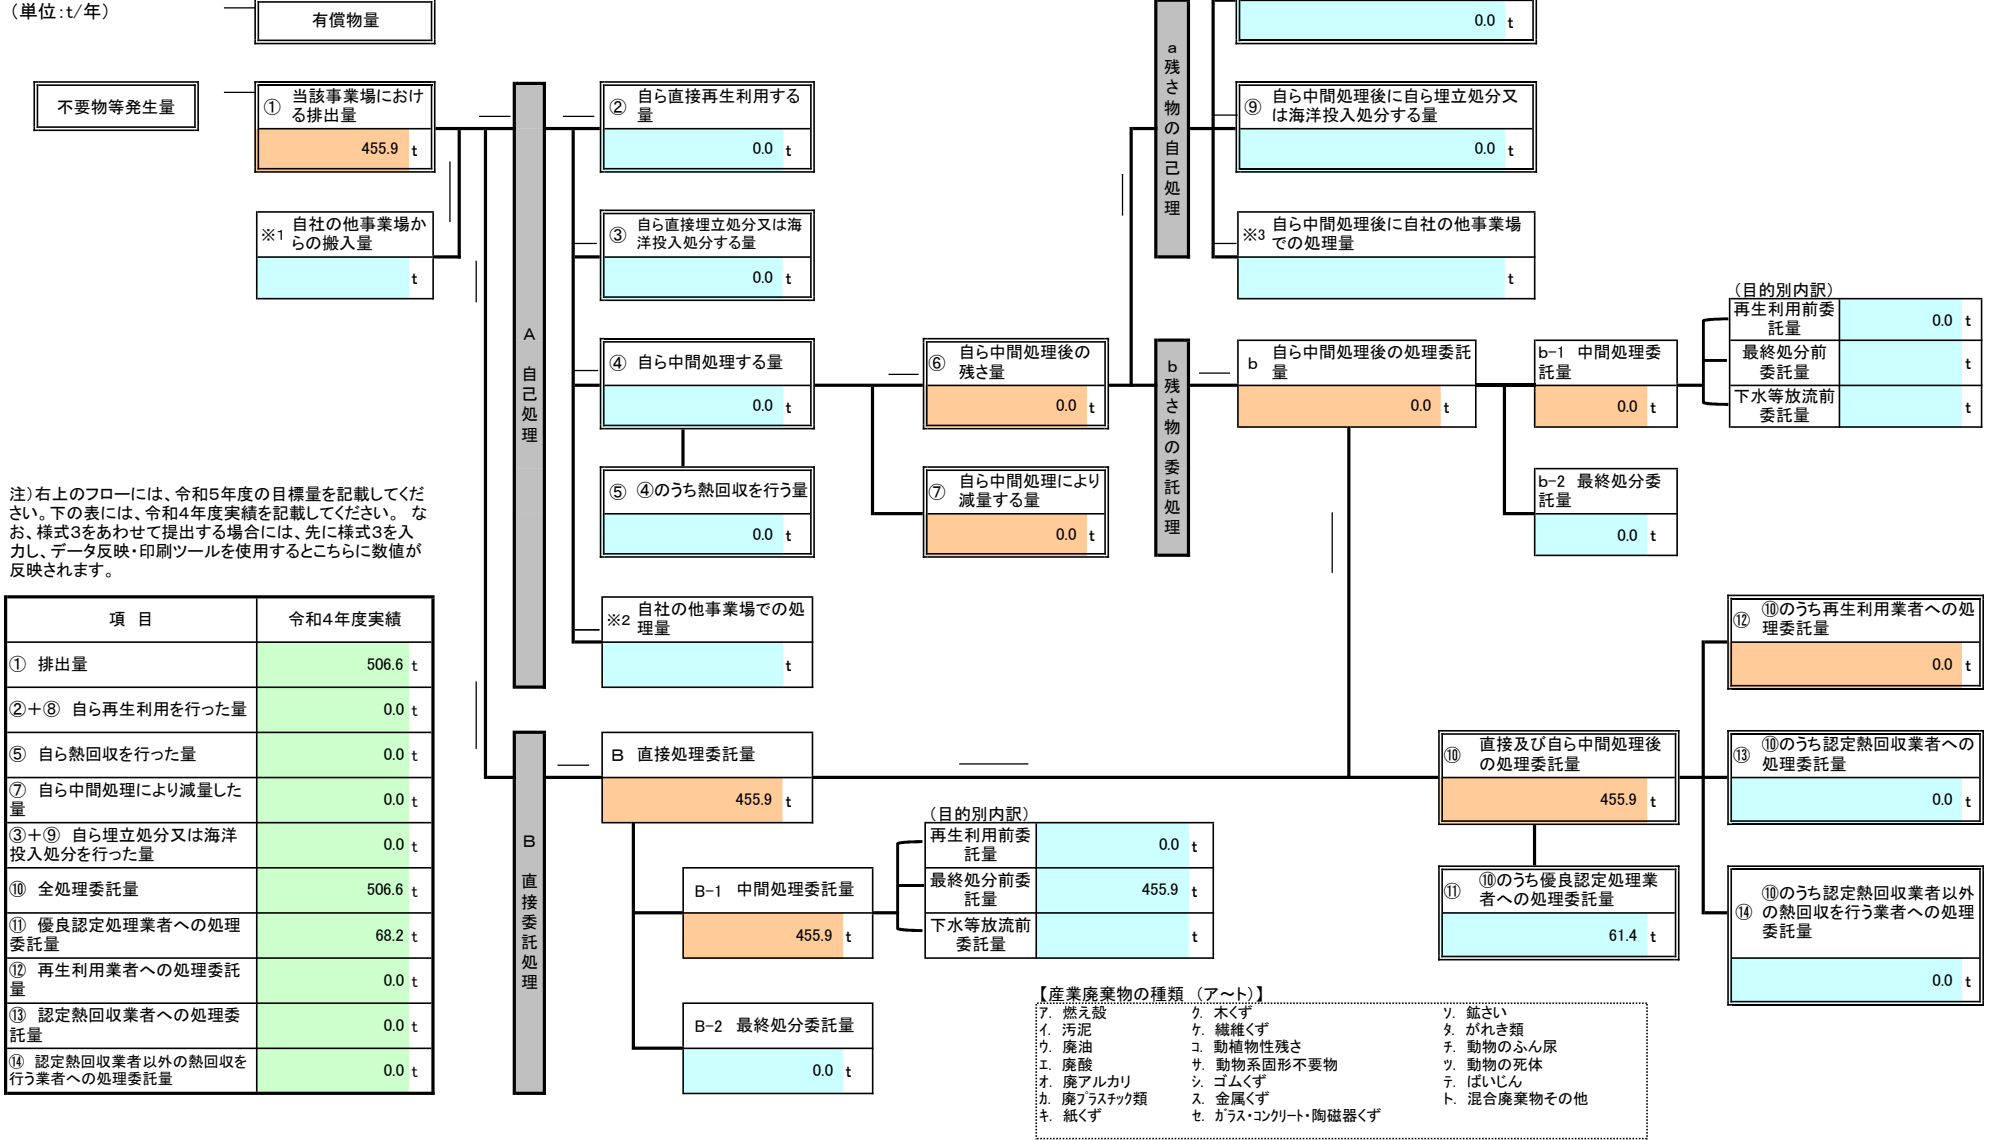 （単位:t/年）
有償物量
0.0 t
不要物等発生量
① 当該事業場におけ
る排出量
455.9 t
※1 自社の他事業場か
らの搬入量
t
A 自己処理
② 自ら直接再生利用する
量
0.0 t
③ 自ら直接埋立処分又は海
洋投入処分する量
0.0 t
④ 自ら中間処理する量
0.0 t
⑤ ④のうち熱回収を行う量
0.0 t
※2 自社の他事業場での処
理量
t
⑥ 自ら中間処理後の
残さ量
0.0 t
⑦ 自ら中間処理により
減量する量
0.0 t
a残さ物の自己処理
⑨ 自ら中間処理後に自ら埋立処分又
は海洋投入処分する量
0.0 t
※3 自ら中間処理後に自社の他事業場
での処理量
t
b残さ物の委託処理
b 自ら中間処理後の処理委託
量
0.0 t
b-1 中間処理委
託量
0.0 t
b-2 最終処分委
託量
0.0 t
（目的別内訳）
再生利用前委
託量
0.0 t
最終処分前
委託量
t
下水等放流前
委託量
t
注）右上のフローには、令和5年度の目標量を記載してくだ
さい。下の表には、令和4年度実績を記載してください。 な
お、様式3をあわせて提出する場合には、先に様式3を入
力し、データ反映・印刷ツールを使用するとこちらに数値が
反映されます。
項 目 令和4年度実績
① 排出量 506.6 t
②＋⑧ 自ら再生利用を行った量 0.0 t
⑤ 自ら熱回収を行った量 0.0 t
⑦ 自ら中間処理により減量した
量 0.0 t
③＋⑨ 自ら埋立処分又は海洋
投入処分を行った量 0.0 t
⑩ 全処理委託量 506.6 t
⑪ 優良認定処理業者への処理
委託量 68.2 t
⑫ 再生利用業者への処理委託
量 0.0 t
⑬ 認定熱回収業者への処理委
託量 0.0 t
⑭ 認定熱回収業者以外の熱回収を
行う業者への処理委託量 0.0 t
B 直接委託処理
B 直接処理委託量
455.9 t
B-1 中間処理委託量
455.9 t
B-2 最終処分委託量
0.0 t
（目的別内訳）
再生利用前委
託量
0.0 t
最終処分前委
託量
455.9 t
下水等放流前
委託量
t
⑩ 直接及び自ら中間処理後
の処理委託量
455.9 t
⑪ ⑩のうち優良認定処理業
者への処理委託量
61.4 t
⑫ ⑩のうち再生利用業者への処
理委託量
0.0 t
⑬ ⑩のうち認定熱回収業者への
処理委託量
0.0 t
⑭ ⑩のうち認定熱回収業者以外
の熱回収を行う業者への処理
委託量
0.0 t
【産業廃棄物の種類 （ア～ト）】
ア. 燃え殻
イ. 汚泥
ウ. 廃油
エ. 廃酸
オ. 廃アルカリ
カ. 廃プラスチック類
キ. 紙くず
ク. 木くず
ケ. 繊維くず
コ. 動植物性残さ
サ. 動物系固形不要物
シ. ゴムくず
ス. 金属くず
セ. ガラス・コンクリート・陶磁器くず
ソ. 鉱さい
タ. がれき類
チ. 動物のふん尿
ツ. 動物の死体
テ. ばいじん
ト. 混合廃棄物その他